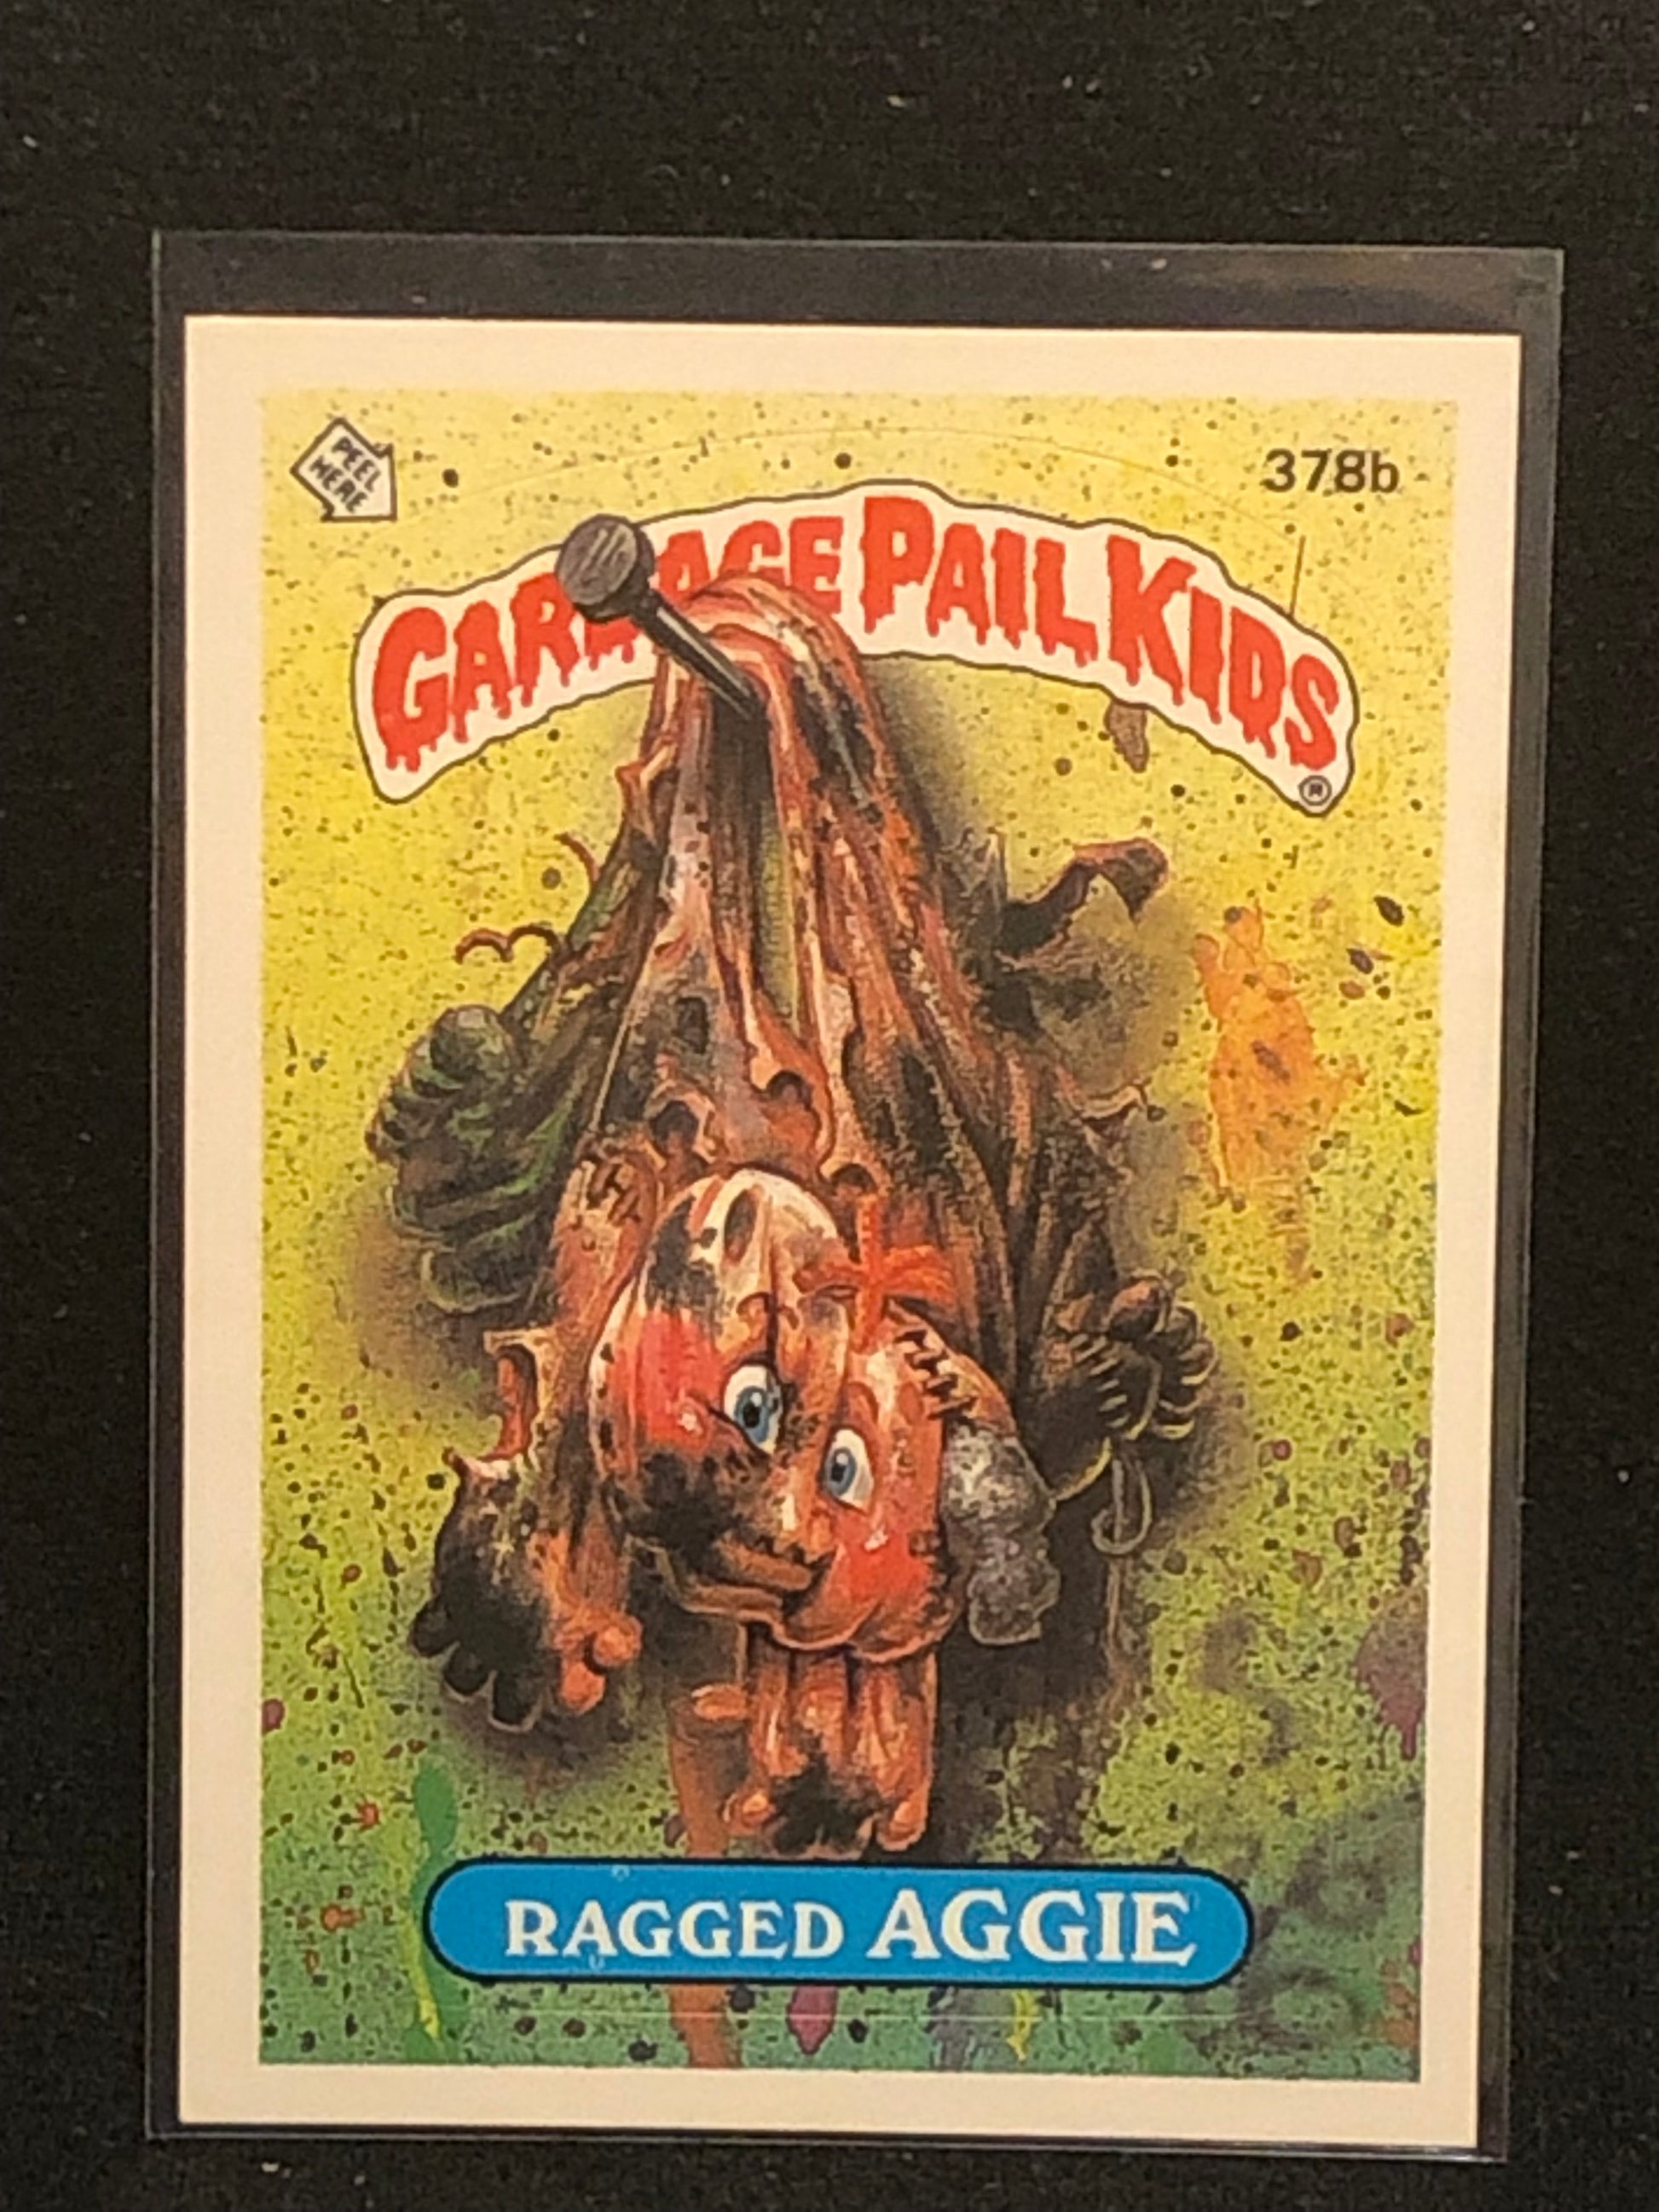 PEEL
HERE
378b
GARBAGE PAIL KIDS
®
RAGGED AGGIE